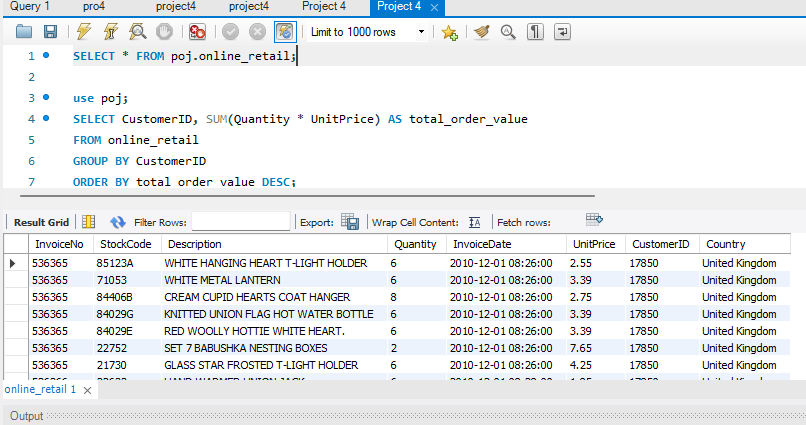 Query 1 pro4 project4 project4 Project 4 Project 4
Limit to 1000 rows
1 SELECT * FROM poj.online_retail;
2
3 use poj;
4 SELECT CustomerID, SUM(Quantity * UnitPrice) AS total_order_value
5 FROM online_retail
6 GROUP BY CustomerID
7 ORDER BY total order value DESC;
Result Grid Filter Rows: Export: Wrap Cell Content: Fetch rows:
InvoiceNo StockCode Description Quantity InvoiceDate UnitPrice CustomerID Country
536365 85123A WHITE HANGING HEART T-LIGHT HOLDER 6 2010-12-01 08:26:00 2.55 17850 United Kingdom
536365 71053 WHITE METAL LANTERN 6 2010-12-01 08:26:00 3.39 17850 United Kingdom
536365 84406B CREAM CUPID HEARTS COAT HANGER 8 2010-12-01 08:26:00 2.75 17850 United Kingdom
536365 84029G KNITTED UNION FLAG HOT WATER BOTTLE 6 2010-12-01 08:26:00 3.39 17850 United Kingdom
536365 84029E RED WOOLLY HOTTIE WHITE HEART. 6 2010-12-01 08:26:00 3.39 17850 United Kingdom
536365 22752 SET 7 BABUSHKA NESTING BOXES 2 2010-12-01 08:26:00 7.65 17850 United Kingdom
536365 21730 GLASS STAR FROSTED T-LIGHT HOLDER 6 2010-12-01 08:26:00 4.25 17850 United Kingdom
online_retail 1
Output